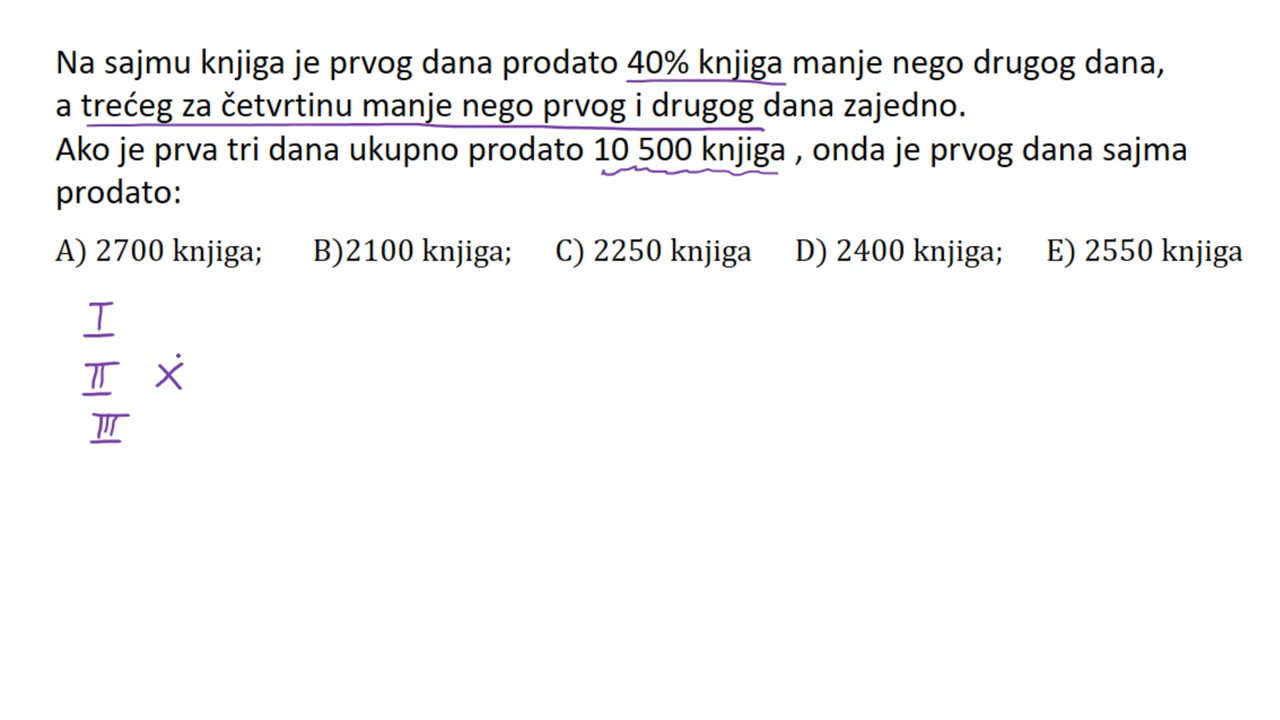 Na sajmu knjiga je prvog dana prodato 40% knjiga manje nego drugog dana,
a trećeg za četvrtinu manje nego prvog i drugog dana zajedno.
Ako je prva tri dana ukupno prodato 10 500 knjiga , onda je prvog dana sajma
prodato:
A) 2700 knjiga; B)2100 knjiga; C) 2250 knjiga D) 2400 knjiga; E) 2550 knjiga
I
II x
III